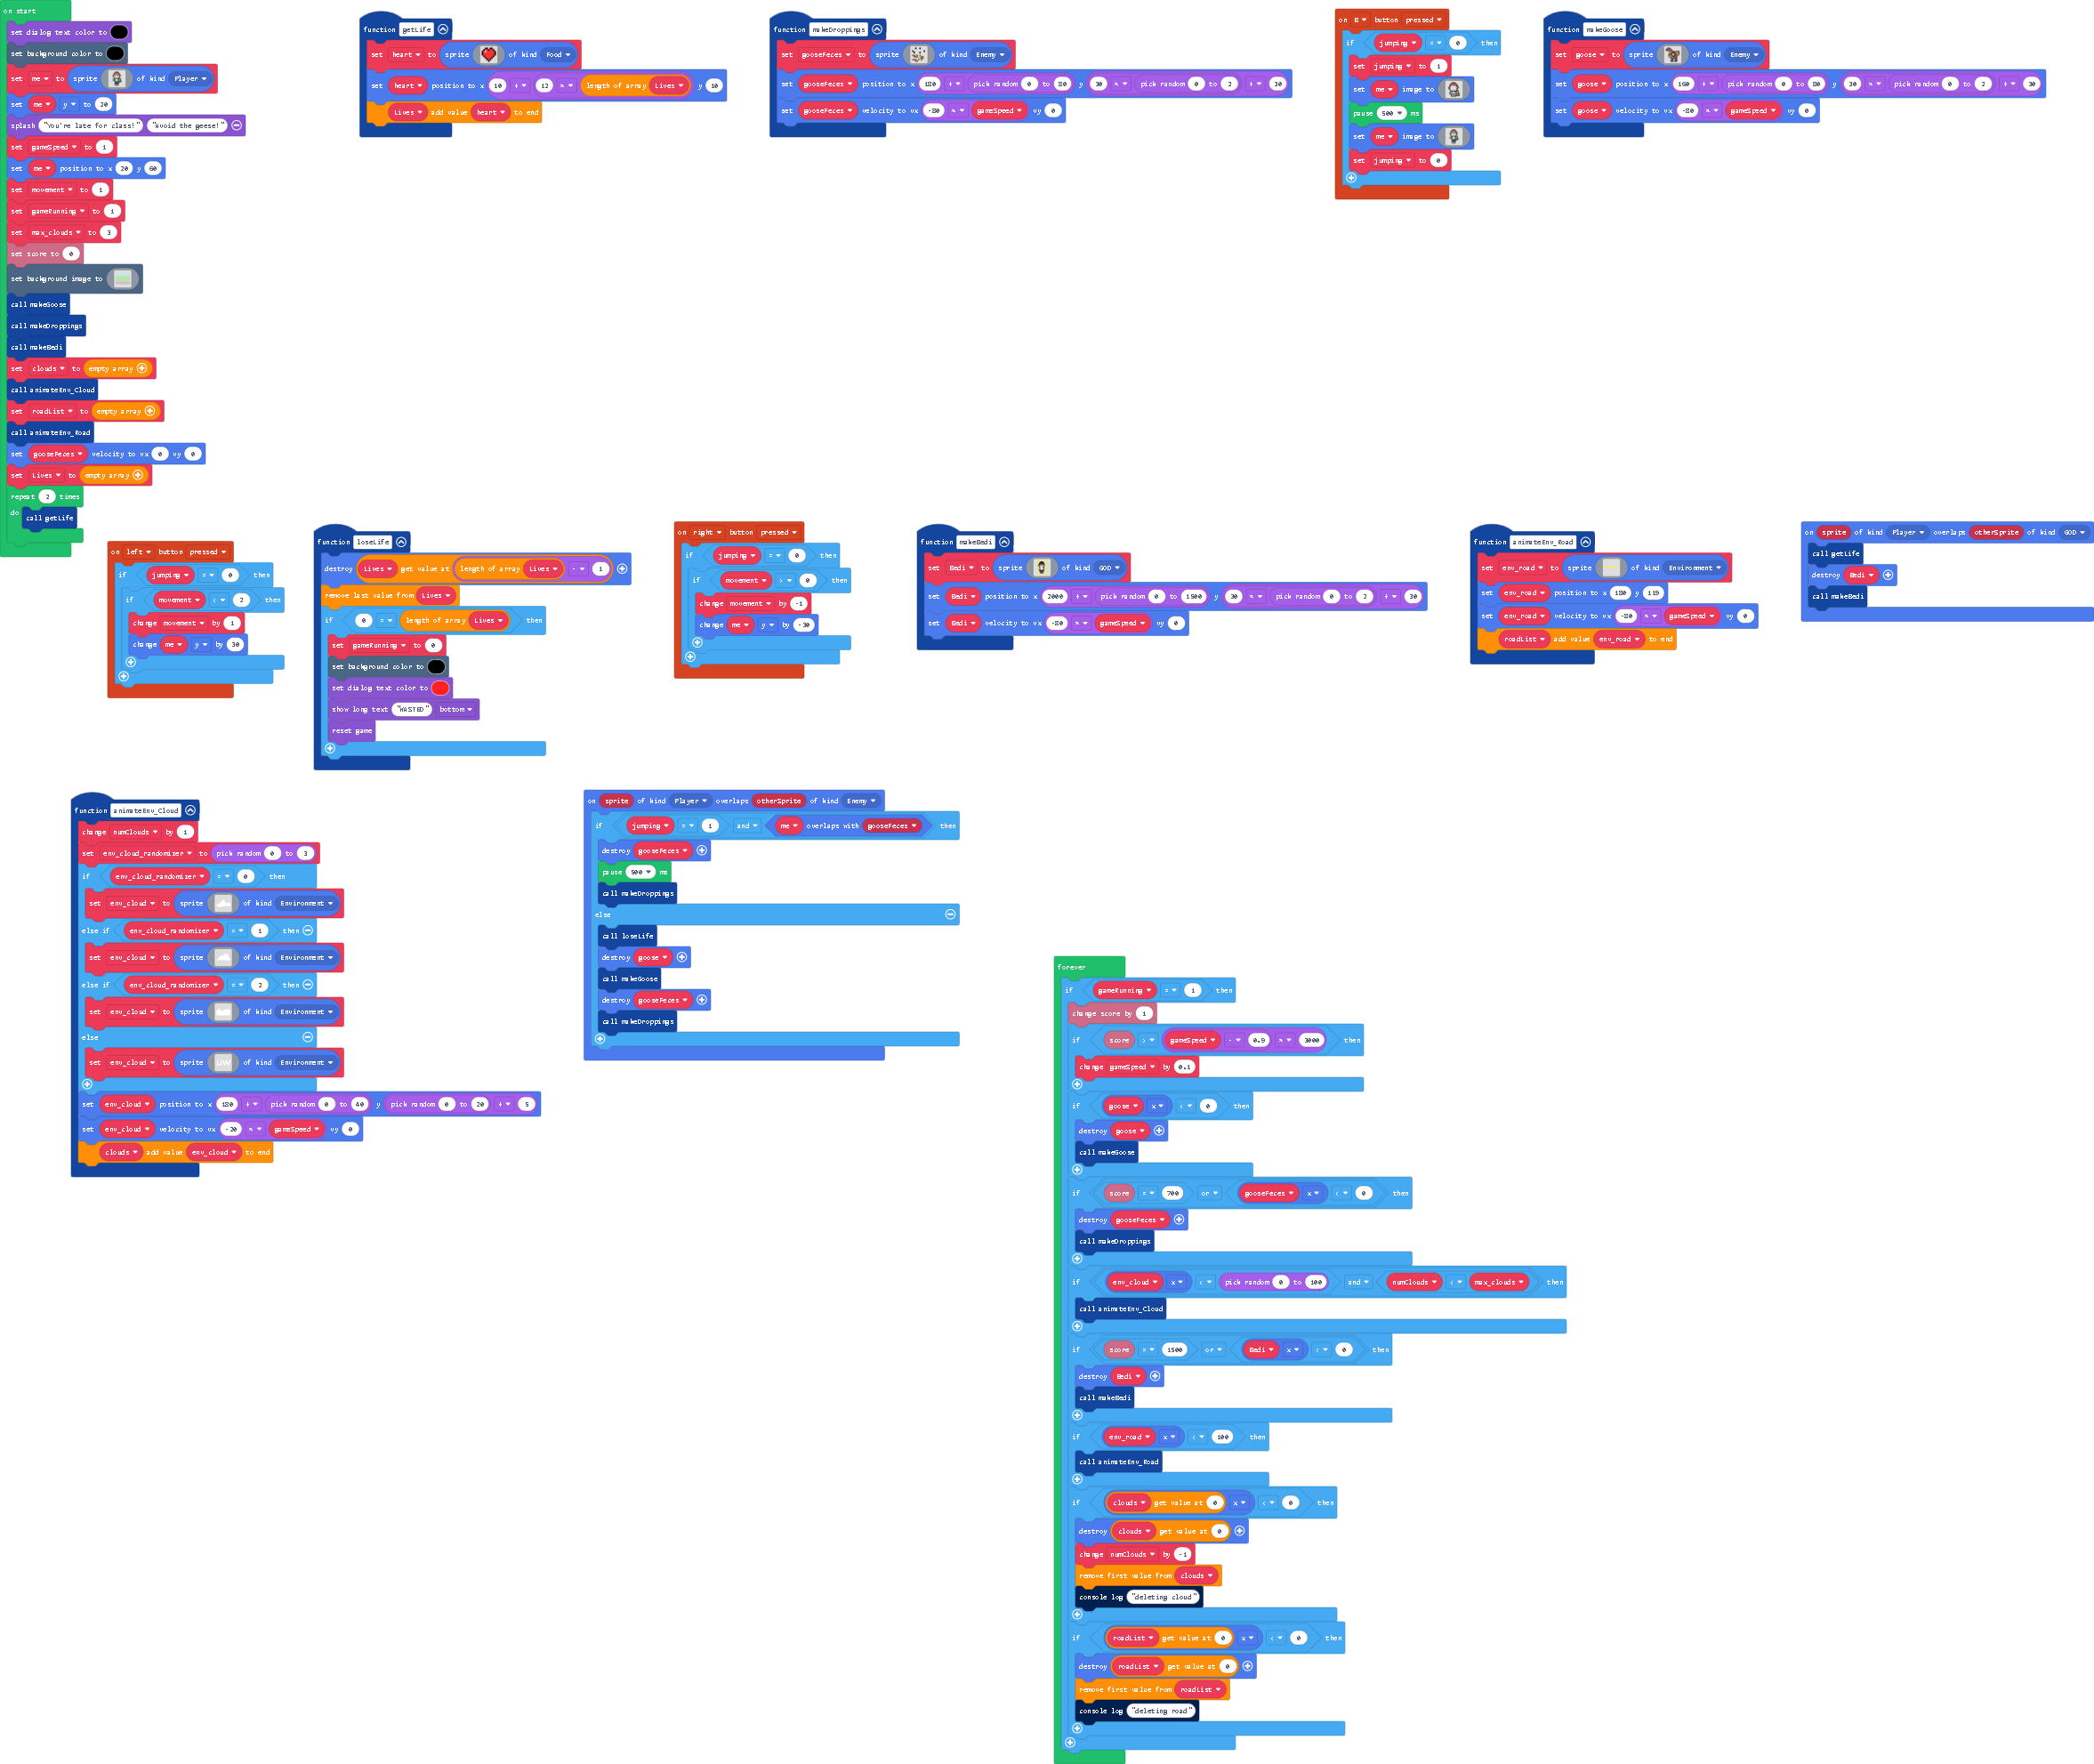 on start
set dialog text color to
set background color to
set me to sprite of kind Player
set me y to 20
splash "You're late for class!" "Avoid the geese!"
set gameSpeed to 1
set me position to x 20 y 60
set movement to 1
set gameRunning to 1
set max_clouds to 3
set score to 0
set background image to
call makeGoose
call makeDroppings
call makeBedi
set clouds to empty array
call animateEnv_Cloud
set roadList to empty array
call animateEnv_Road
set gooseFeces velocity to vx 0 vy 0
set Lives to empty array
repeat 2 times
do call getLife
function getLife
set heart to sprite of kind Food
set heart position to x 10 + 12 × length of array Lives y 10
Lives add value heart to end
function makeDroppings
set gooseFeces to sprite of kind Enemy
set gooseFeces position to x 180 + pick random 0 to 80 y 30 × pick random 0 to 2 + 30
set gooseFeces velocity to vx -80 × gameSpeed vy 0
on B button pressed
if jumping = 0 then
set jumping to 1
set me image to
pause 500 ms
set me image to
set jumping to 0
function makeGoose
set goose to sprite of kind Enemy
set goose position to x 160 + pick random 0 to 80 y 30 × pick random 0 to 2 + 30
set goose velocity to vx -80 × gameSpeed vy 0
on left button pressed
if jumping = 0 then
if movement < 2 then
change movement by 1
change me y by 30
function loseLife
destroy Lives get value at length of array Lives - 1
remove last value from Lives
if 0 = length of array Lives then
set gameRunning to 0
set background color to
set dialog text color to
show long text "WASTED" bottom
reset game
on right button pressed
if jumping = 0 then
if movement > 0 then
change movement by -1
change me y by -30
function makeBedi
set Bedi to sprite of kind GOD
set Bedi position to x 2000 + pick random 0 to 1500 y 30 × pick random 0 to 2 + 30
set Bedi velocity to vx -80 × gameSpeed vy 0
function animateEnv_Road
set env_road to sprite of kind Environment
set env_road position to x 180 y 119
set env_road velocity to vx -80 × gameSpeed vy 0
roadList add value env_road to end
on sprite of kind Player overlaps otherSprite of kind GOD
call getLife
destroy Bedi
call makeBedi
function animateEnv_Cloud
change numClouds by 1
set env_cloud_randomizer to pick random 0 to 3
if env_cloud_randomizer = 0 then
set env_cloud to sprite of kind Environment
else if env_cloud_randomizer = 1 then
set env_cloud to sprite of kind Environment
else if env_cloud_randomizer = 2 then
set env_cloud to sprite of kind Environment
else
set env_cloud to sprite of kind Environment
set env_cloud position to x 180 + pick random 0 to 40 y pick random 0 to 20 + 5
set env_cloud velocity to vx -20 × gameSpeed vy 0
clouds add value env_cloud to end
on sprite of kind Player overlaps otherSprite of kind Enemy
if jumping = 1 and me overlaps with gooseFeces then
destroy gooseFeces
pause 500 ms
call makeDroppings
else
call loseLife
destroy goose
call makeGoose
destroy gooseFeces
call makeDroppings
forever
if gameRunning = 1 then
change score by 1
if score > gameSpeed - 0.9 × 3000 then
change gameSpeed by 0.1
if goose x < 0 then
destroy goose
call makeGoose
if score = 700 or gooseFeces x < 0 then
destroy gooseFeces
call makeDroppings
if env_cloud x < pick random 0 to 100 and numClouds < max_clouds then
call animateEnv_Cloud
if score = 1500 or Bedi x < 0 then
destroy Bedi
call makeBedi
if env_road x < 100 then
call animateEnv_Road
if clouds get value at 0 x < 0 then
destroy clouds get value at 0
change numClouds by -1
remove first value from clouds
console log "deleting cloud"
if roadList get value at 0 x < 0 then
destroy roadList get value at 0
remove first value from roadList
console log "deleting road"